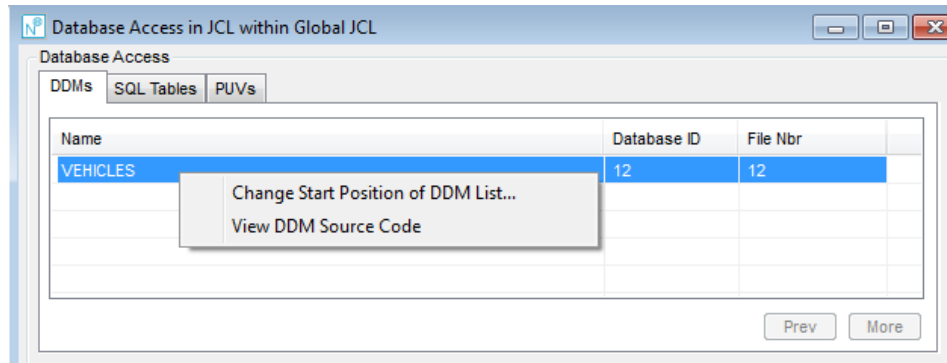 Database Access in JCL within Global JCL
Database Access
DDMs SQL Tables PUVs
Name Database ID File Nbr
VEHICLES 12 12
Change Start Position of DDM List...
View DDM Source Code
Prev More